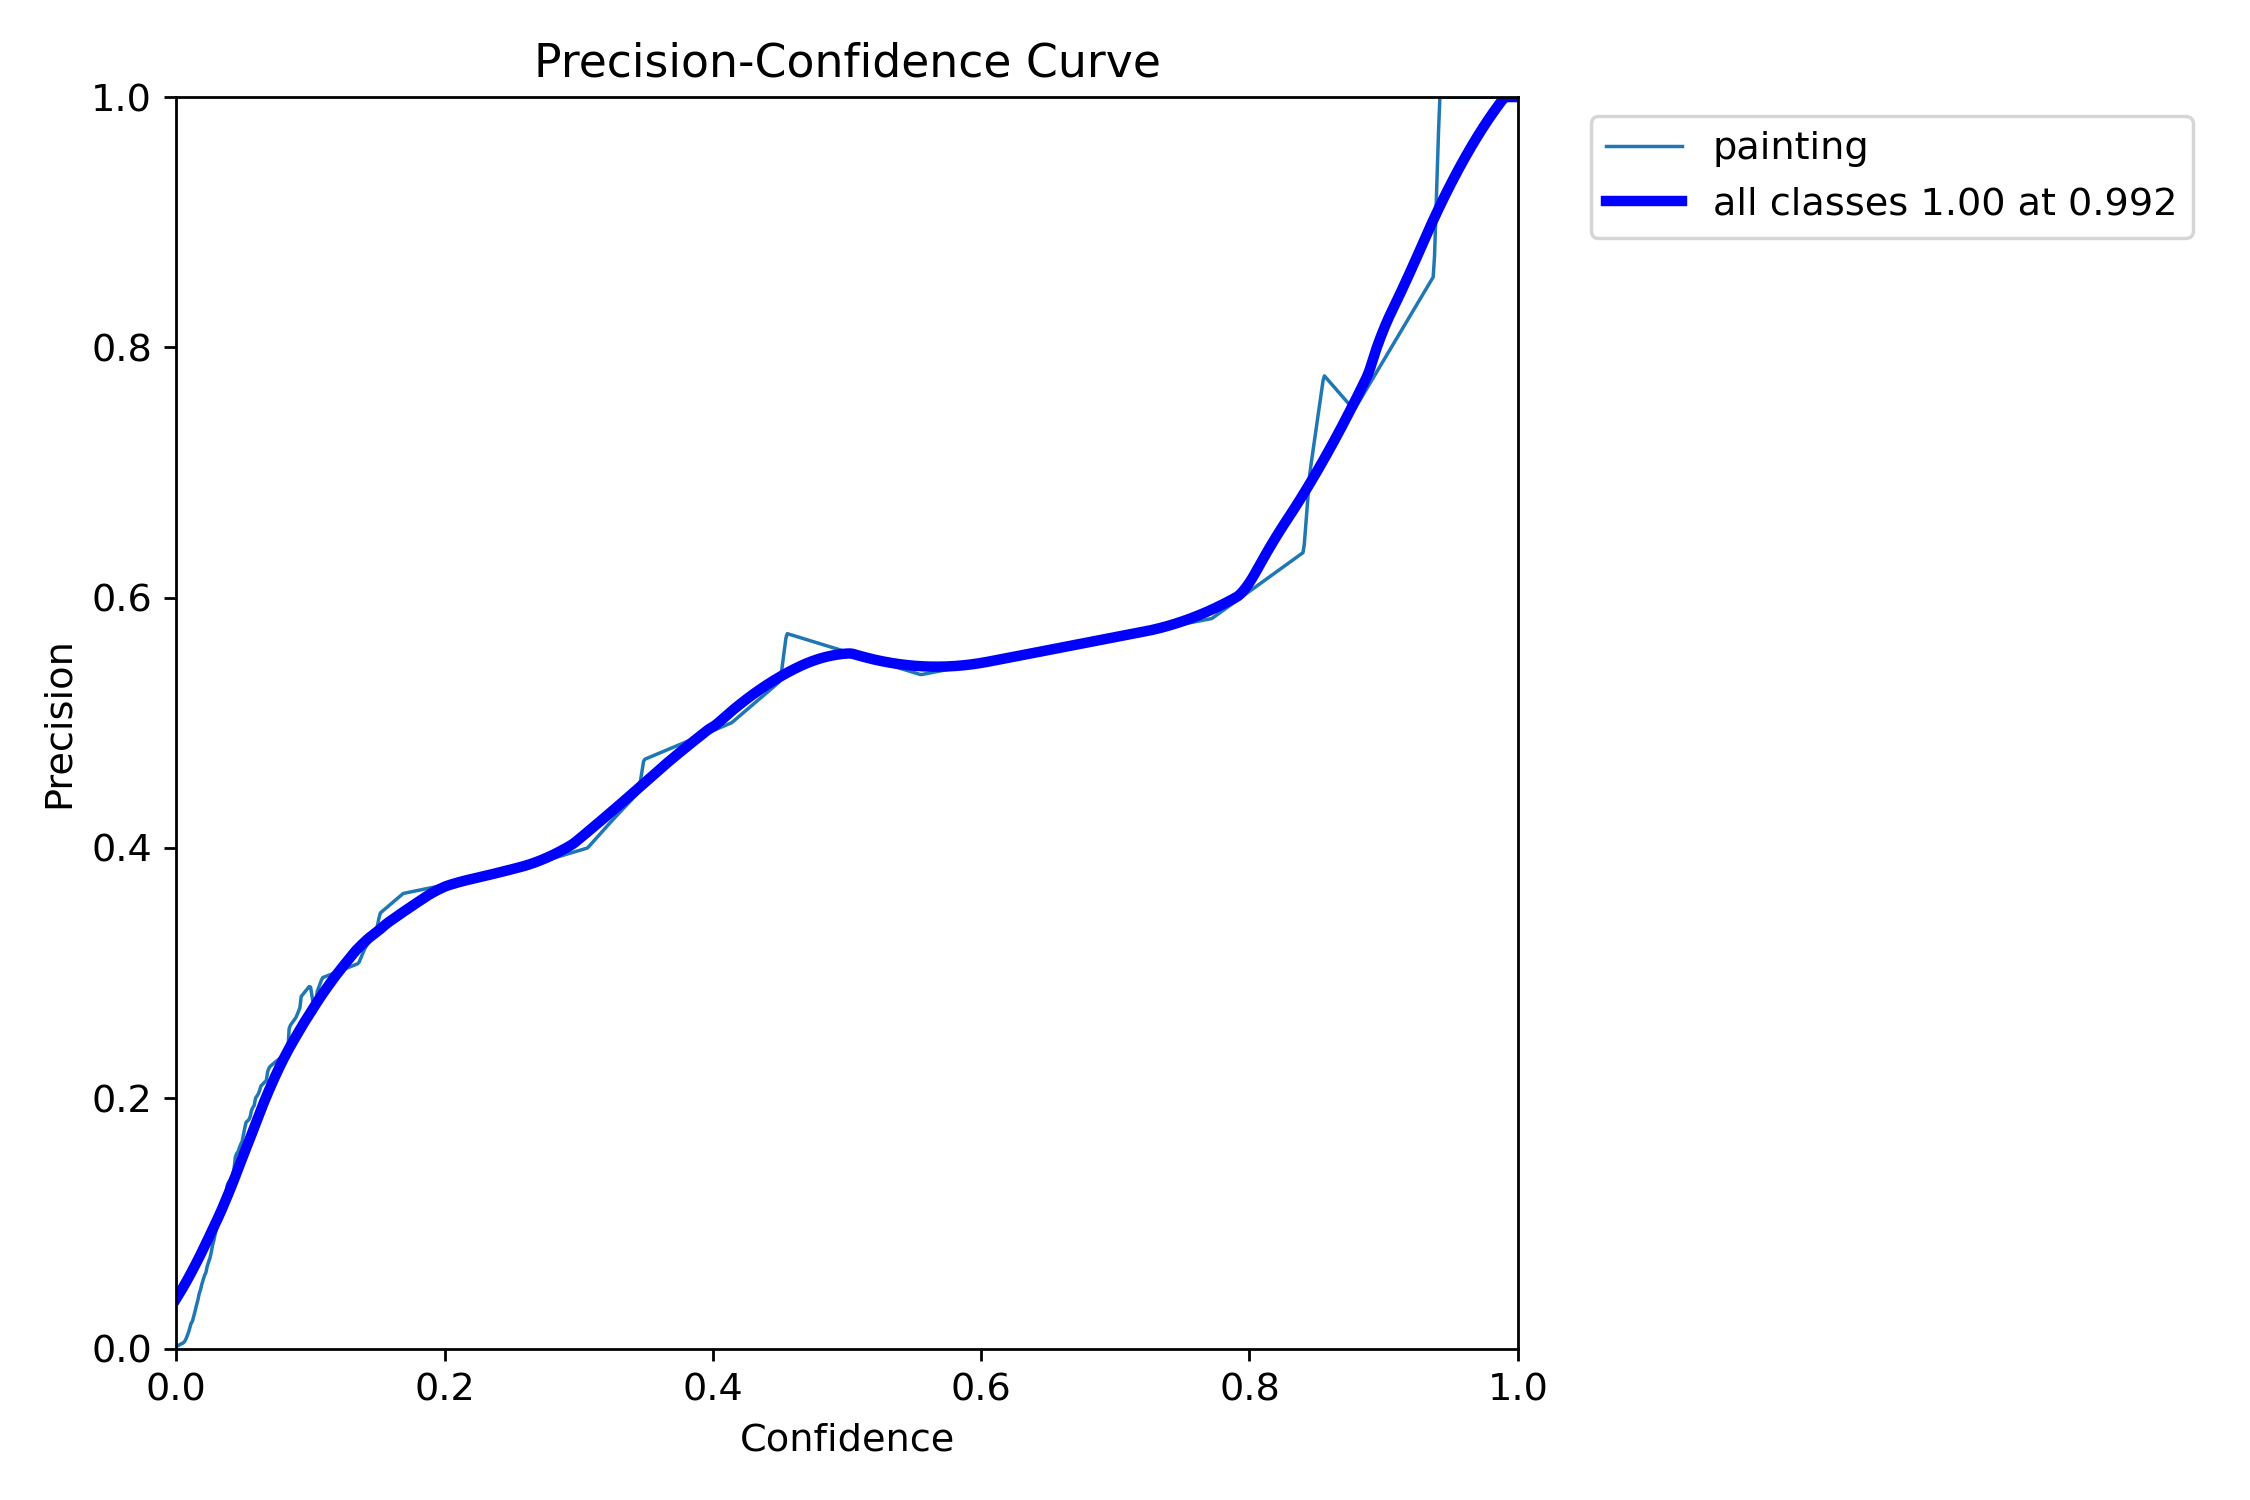 Precision-Confidence Curve
1.0
0.8
0.6
0.4
0.2
0.0
Precision
0.0 0.2 0.4 0.6 0.8 1.0
Confidence
painting
all classes 1.00 at 0.992